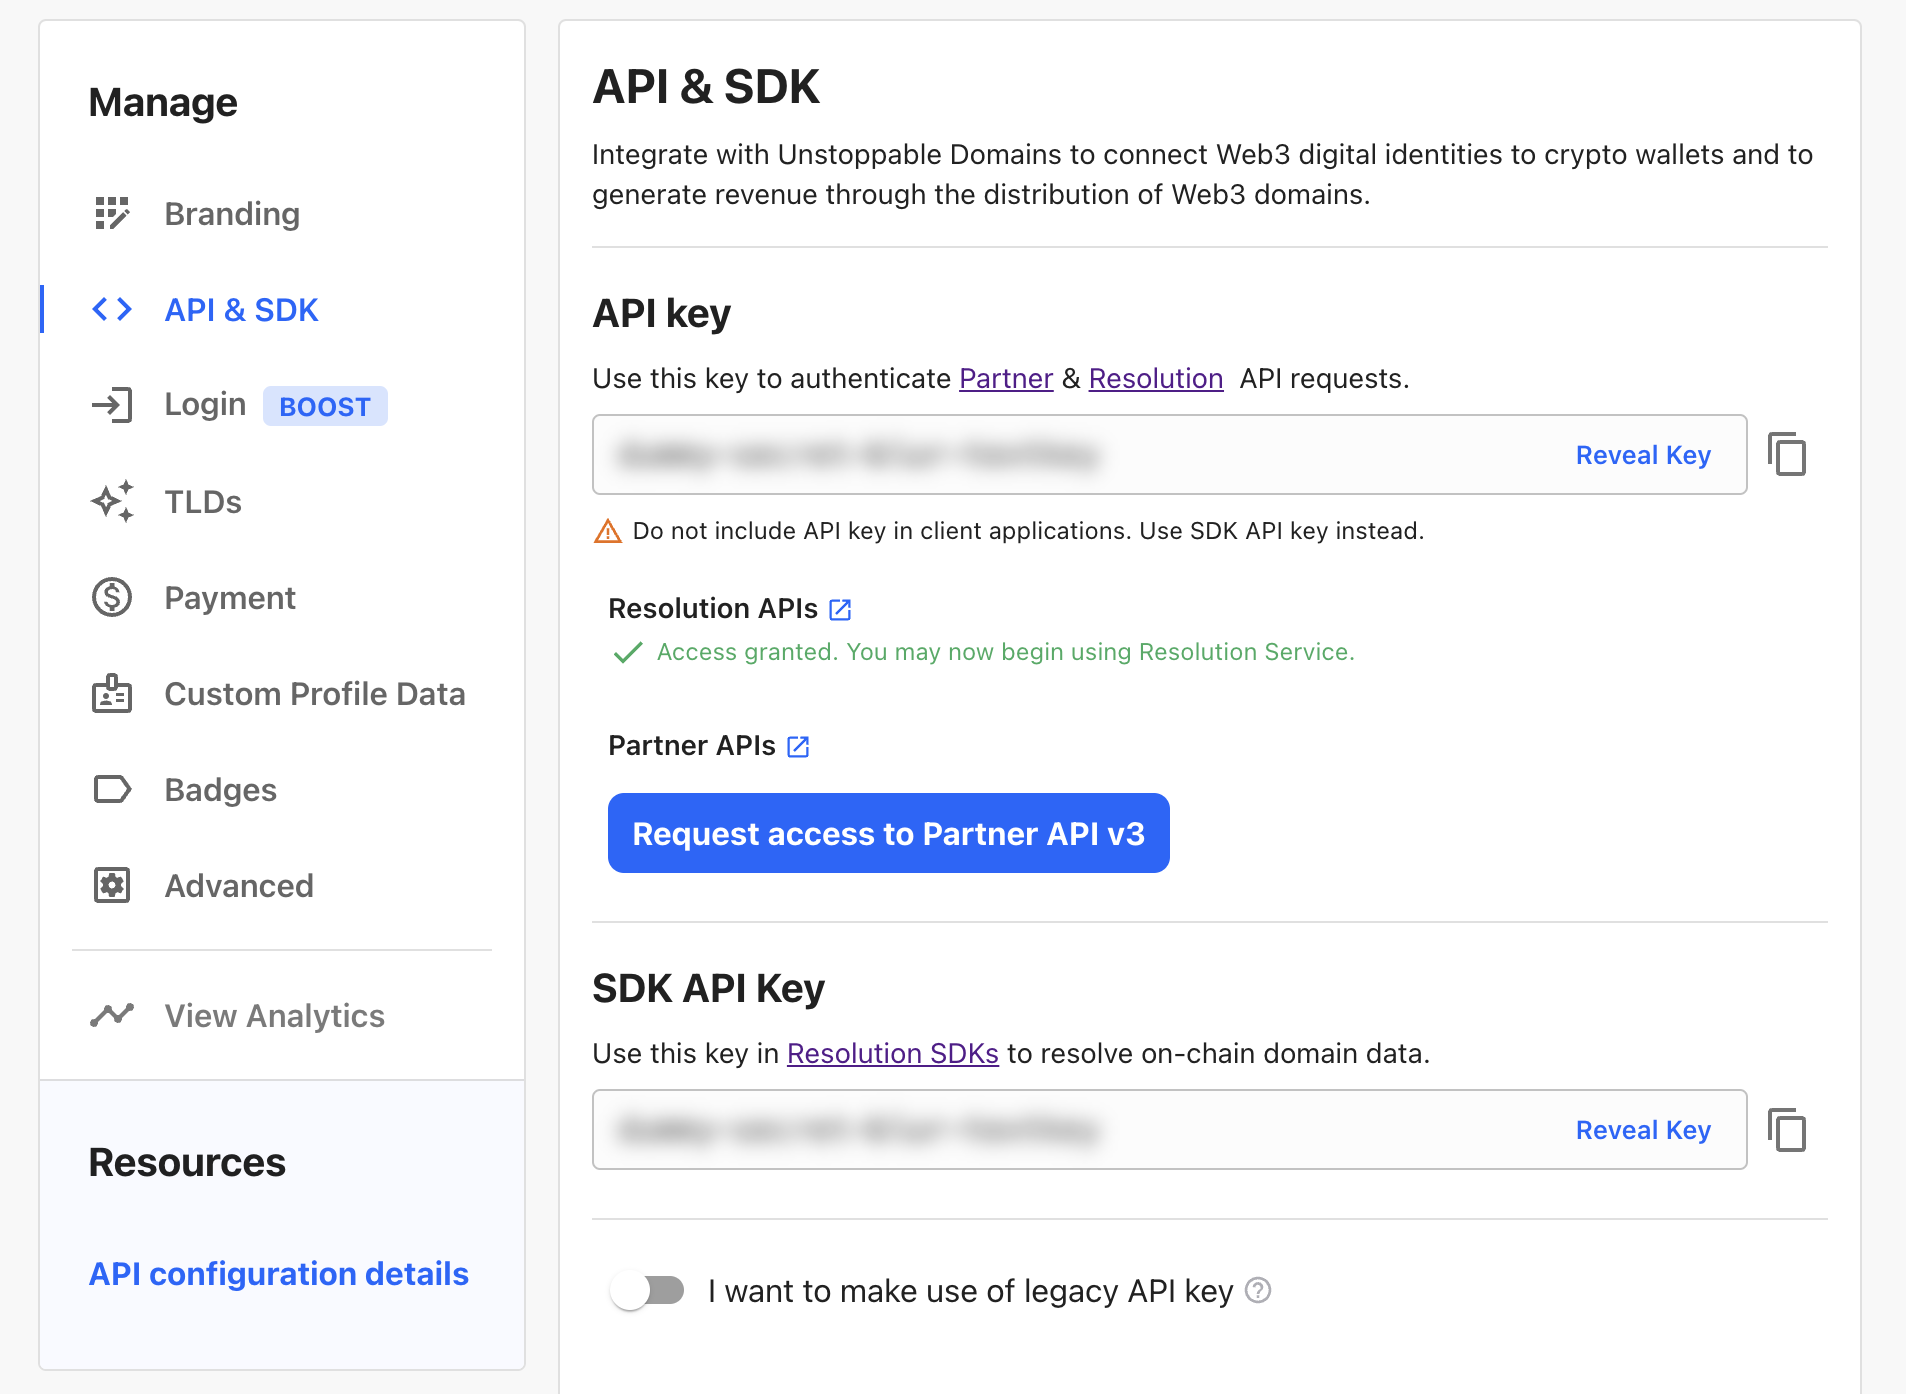 Manage
Branding
API & SDK
Login BOOST
TLDs
Payment
Custom Profile Data
Badges
Advanced
View Analytics
Resources
API configuration details
API & SDK
Integrate with Unstoppable Domains to connect Web3 digital identities to crypto wallets and to
generate revenue through the distribution of Web3 domains.
API key
Use this key to authenticate Partner & Resolution API requests.
Reveal Key
Do not include API key in client applications. Use SDK API key instead.
Resolution APIs
Access granted. You may now begin using Resolution Service.
Partner APIs
Request access to Partner API v3
SDK API Key
Use this key in Resolution SDKs to resolve on-chain domain data.
Reveal Key
I want to make use of legacy API key